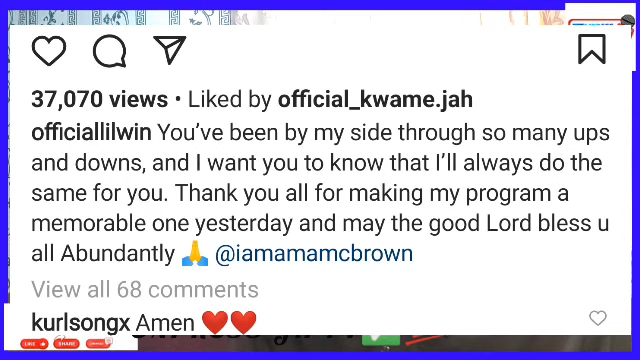 37,070 views • Liked by official_kwame.jah
officiallilwin You've been by my side through so many ups
and downs, and I want you to know that I'll always do the
same for you. Thank you all for making my program a
memorable one yesterday and may the good Lord bless u
all Abundantly 🙏 @iamamamcbrown
View all 68 comments
kurlsongx Amen ❤️❤️
LIKE SHARE